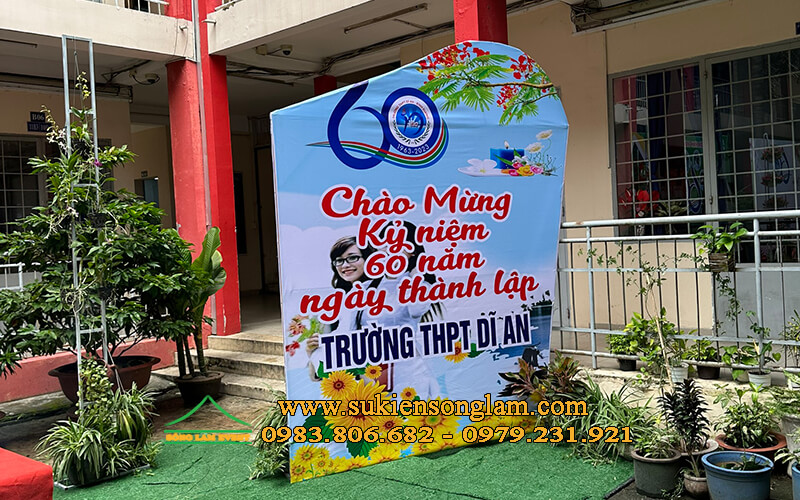 60
1963-2023
Chào Mừng
Kỷ niệm
60 năm
ngày thành lập
TRƯỜNG THPT DĨ AN
www.sukiensonglam.com
0983.806.682 - 0979.231.921
SÔNG LAM EVENT